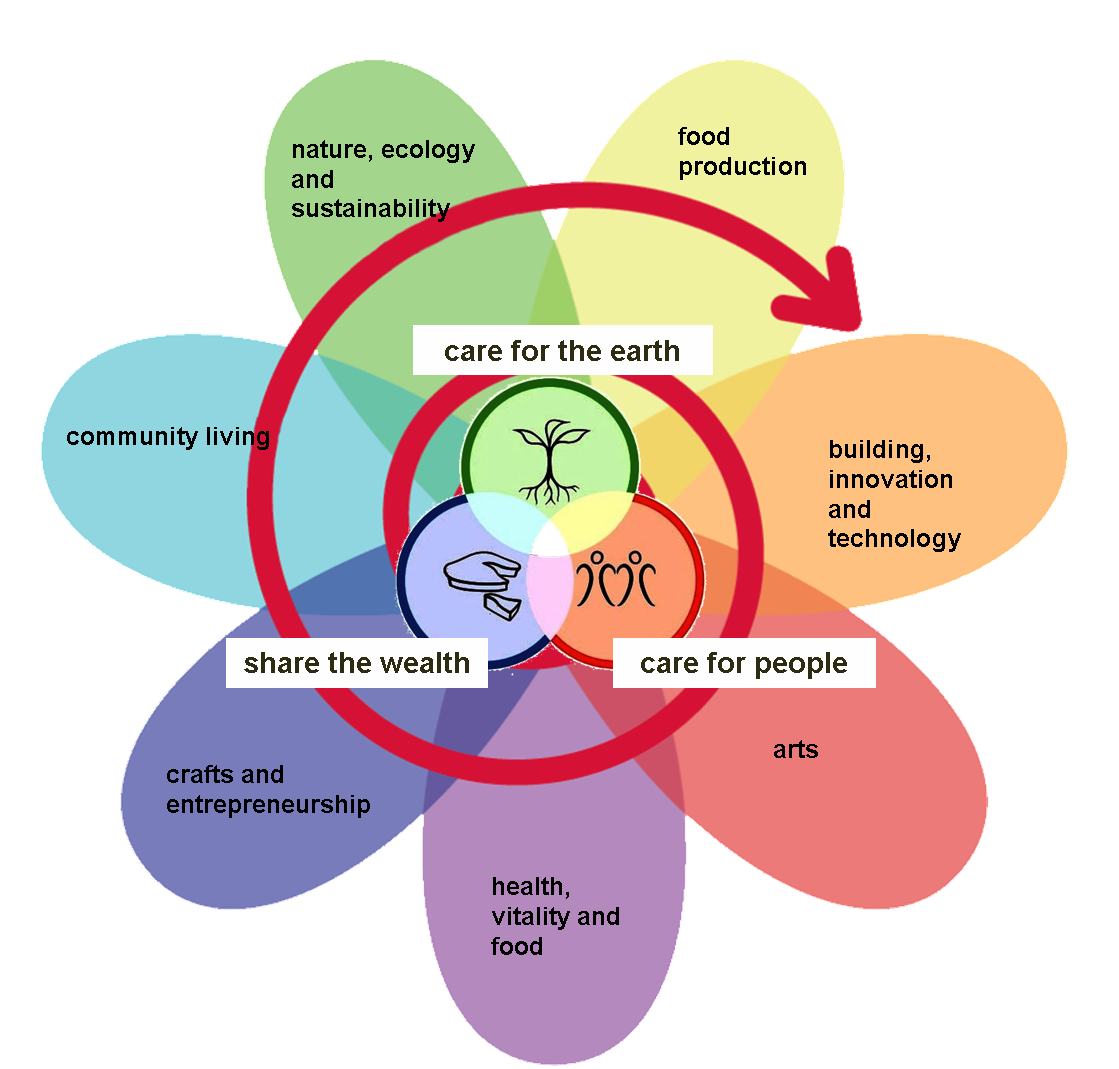 nature, ecology
and
sustainability
food
production
care for the earth
community living
building,
innovation
and
technology
share the wealth
care for people
arts
crafts and
entrepreneurship
health,
vitality and
food